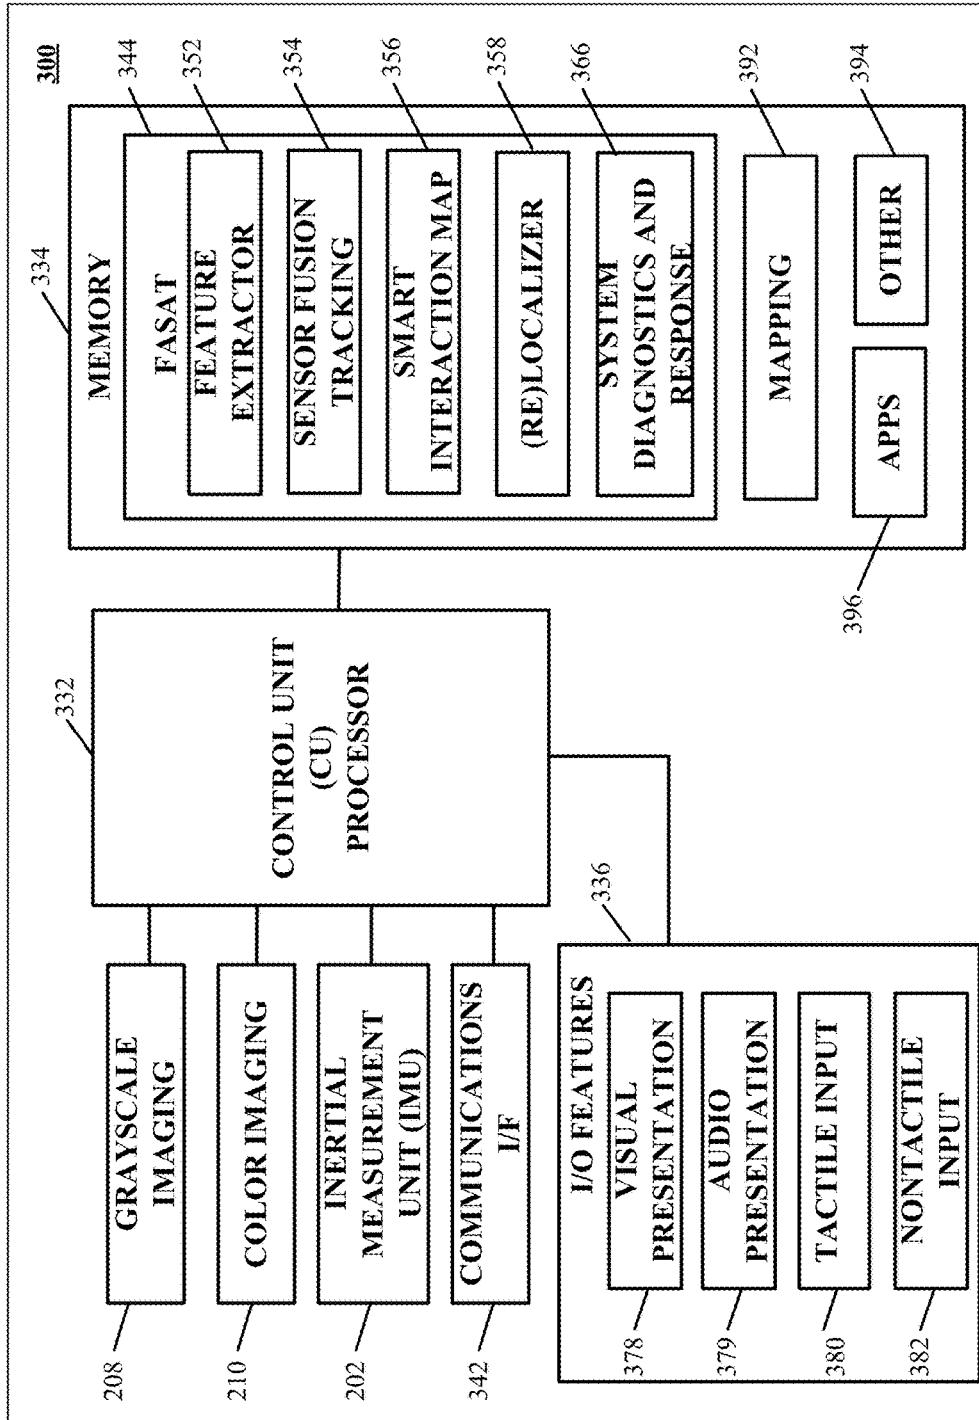 300
334
MEMORY
344
FASAT
352
FEATURE
EXTRACTOR
354
SENSOR FUSION
TRACKING
356
SMART
INTERACTION MAP
358
(RE)LOCALIZER
366
SYSTEM
DIAGNOSTICS AND
RESPONSE
392
MAPPING
394
OTHER
396
APPS
332
CONTROL UNIT
(CU)
PROCESSOR
208
GRAYSCALE
IMAGING
210
COLOR IMAGING
202
INERTIAL
MEASUREMENT
UNIT (IMU)
342
COMMUNICATIONS
I/F
336
I/O FEATURES
378
VISUAL
PRESENTATION
379
AUDIO
PRESENTATION
380
TACTILE INPUT
382
NONTACTILE
INPUT